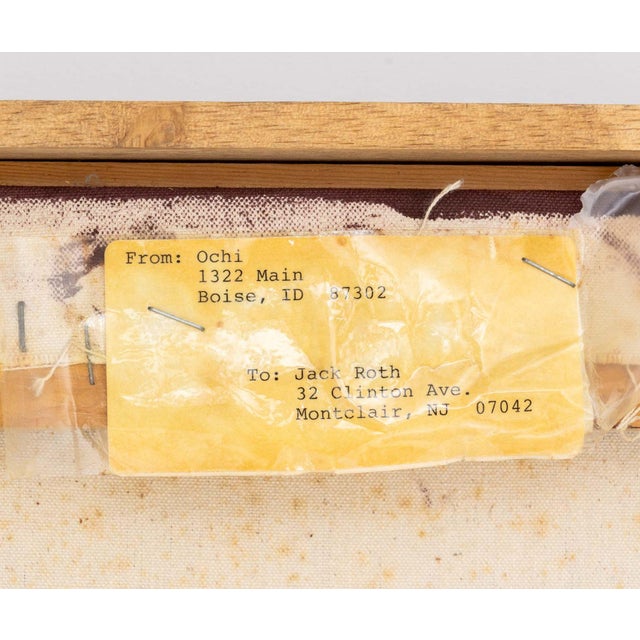 From: Ochi
1322 Main
Boise, ID 87302
To: Jack Roth
32 Clinton Ave.
Montclair, NJ 07042